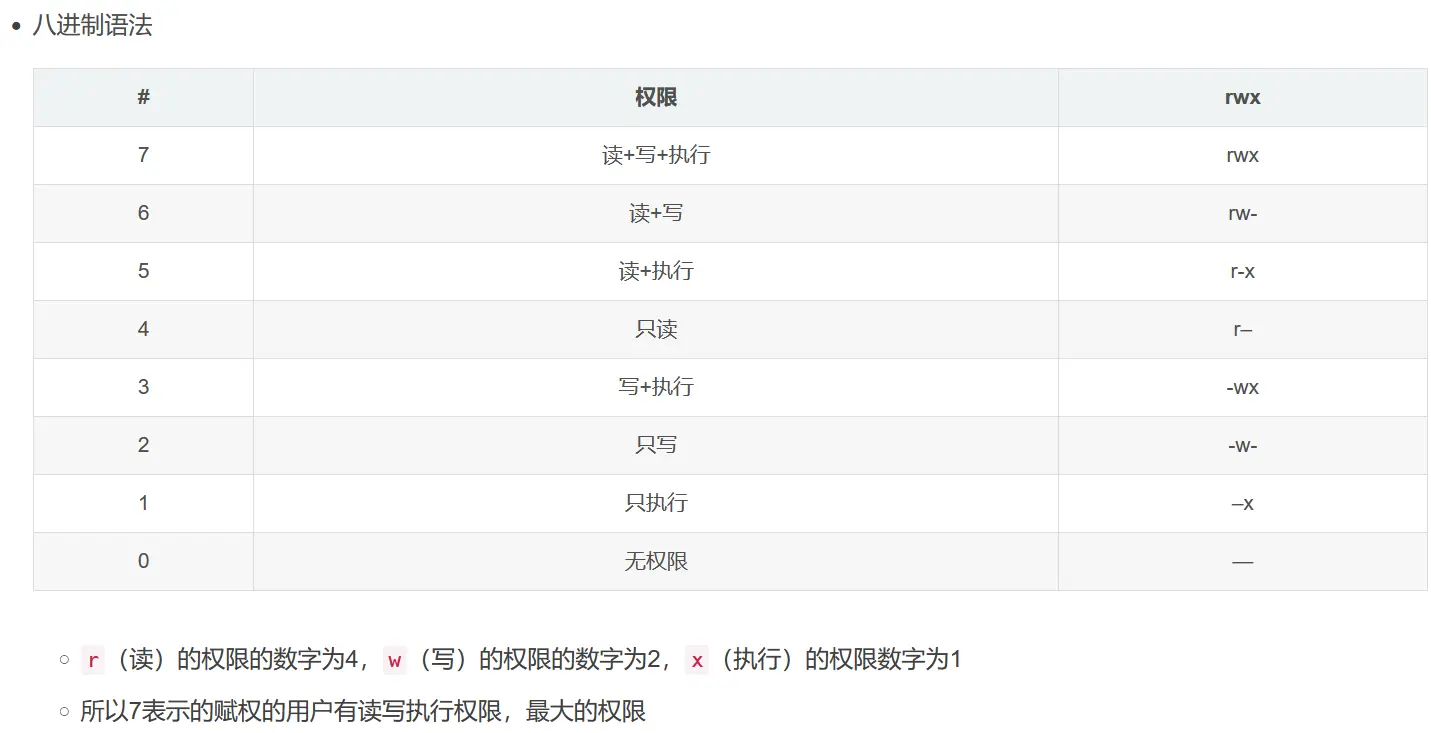 八进制语法
# 权限 rwx
7 读+写+执行 rwx
6 读+写 rw-
5 读+执行 r-x
4 只读 r–
3 写+执行 -wx
2 只写 -w-
1 只执行 –x
0 无权限 —
r（读）的权限的数字为4，w（写）的权限的数字为2，x（执行）的权限数字为1
所以7表示的赋权的用户有读写执行权限，最大的权限